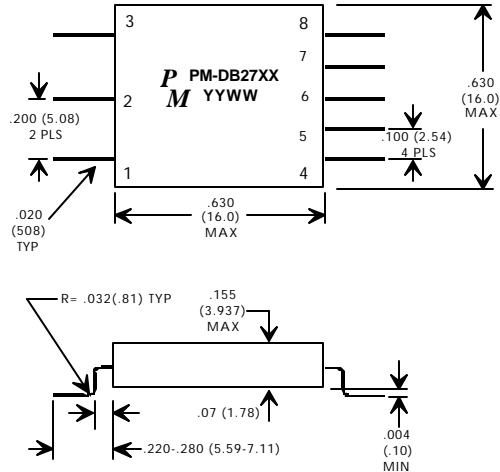 3
8
7
P PM-DB27XX
M YYWW
2
6
.630
(16.0)
MAX
.200 (5.08)
2 PLS
5
.100 (2.54)
4 PLS
1
4
.020
(508)
TYP
.630
(16.0)
MAX
R= .032(.81) TYP
.155
(3.937)
MAX
.07 (1.78)
.220-.280 (5.59-7.11)
.004
(.10)
MIN